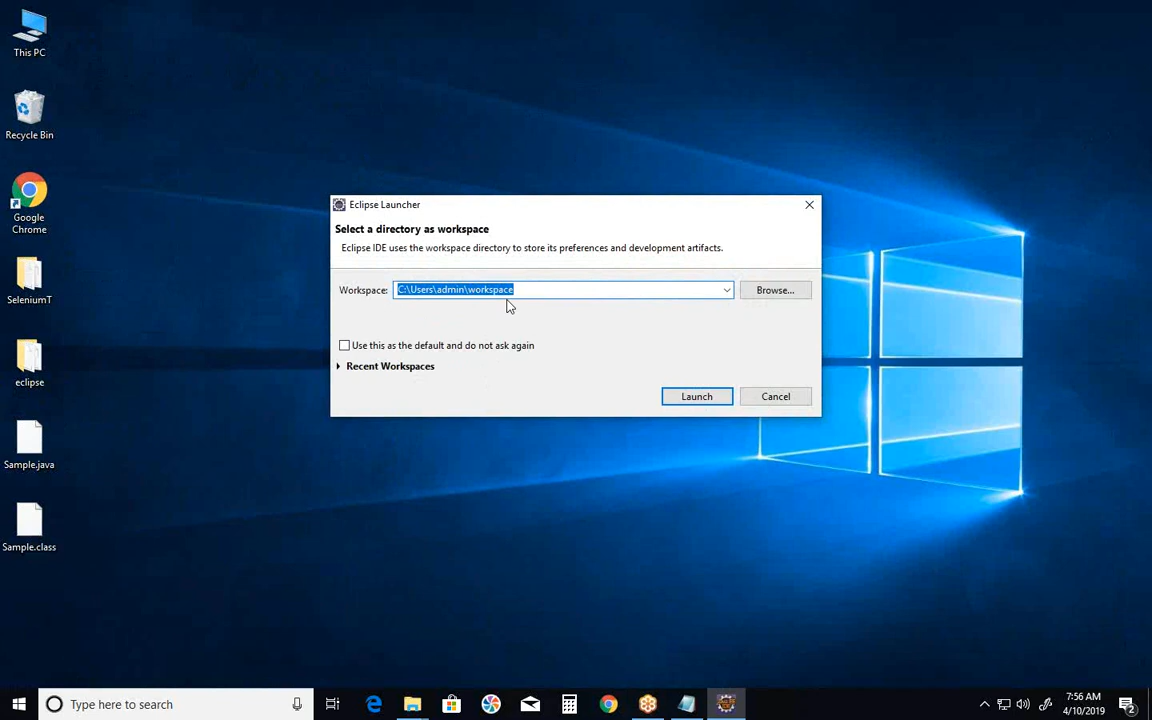 This PC
Recycle Bin
Google
Chrome
SeleniumT
eclipse
Sample.java
Sample.class
Eclipse Launcher
Select a directory as workspace
Eclipse IDE uses the workspace directory to store its preferences and development artifacts.
Workspace: C:\Users\admin\workspace Browse...
Use this as the default and do not ask again
Recent Workspaces
Launch Cancel
Type here to search
7:56 AM
4/10/2019
2